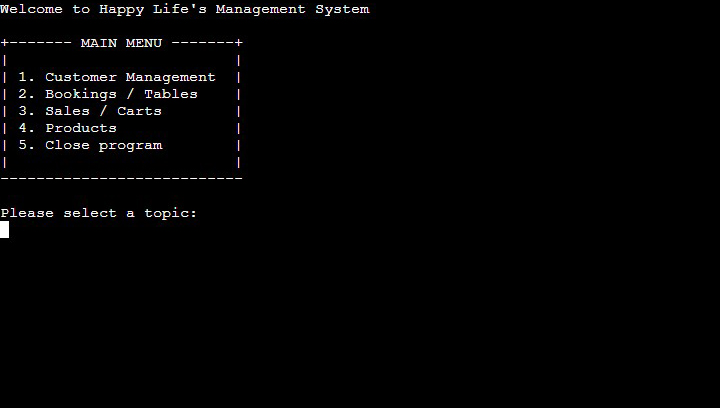 Welcome to Happy Life's Management System
+------- MAIN MENU -------+
|                         |
| 1. Customer Management  |
| 2. Bookings / Tables    |
| 3. Sales / Carts        |
| 4. Products             |
| 5. Close program        |
|                         |
---------------------------
Please select a topic: